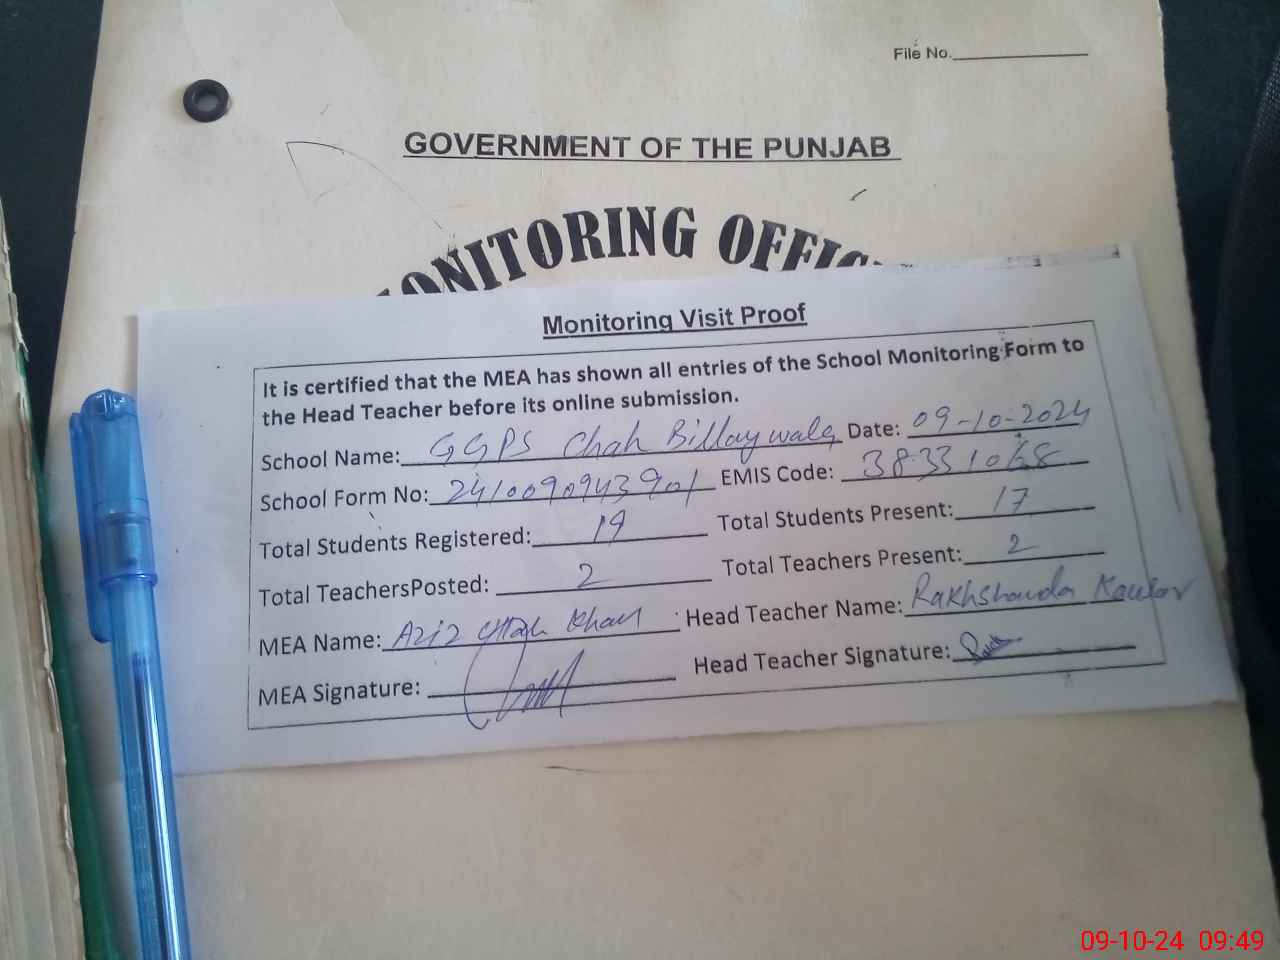 File No.
GOVERNMENT OF THE PUNJAB
MONITORING OFFIC
Monitoring Visit Proof
It is certified that the MEA has shown all entries of the School Monitoring Form to
the Head Teacher before its online submission.
School Name: GGPS Chah Billaywala Date: 09-10-2024
School Form No: 2410090943901 EMIS Code: 38331068
Total Students Registered: 19 Total Students Present: 17
Total TeachersPosted: 2 Total Teachers Present: 2
MEA Name: Aziz Ullah Khan Head Teacher Name: Rakhshanda Kausar
MEA Signature: Head Teacher Signature:
09-10-24 09:49